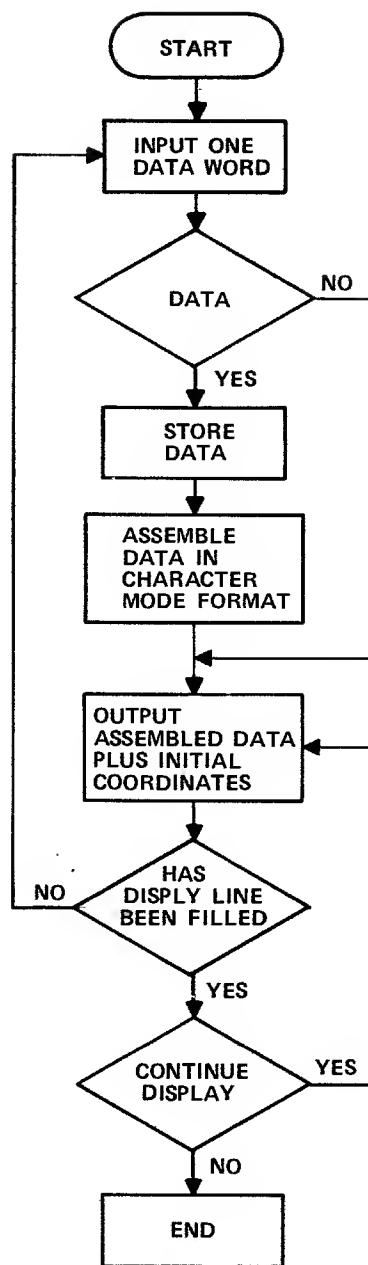 START
INPUT ONE
DATA WORD
DATA
NO
YES
STORE
DATA
ASSEMBLE
DATA IN
CHARACTER
MODE FORMAT
OUTPUT
ASSEMBLED DATA
PLUS INITIAL
COORDINATES
HAS
DISPLY LINE
BEEN FILLED
NO
YES
CONTINUE
DISPLAY
YES
NO
END